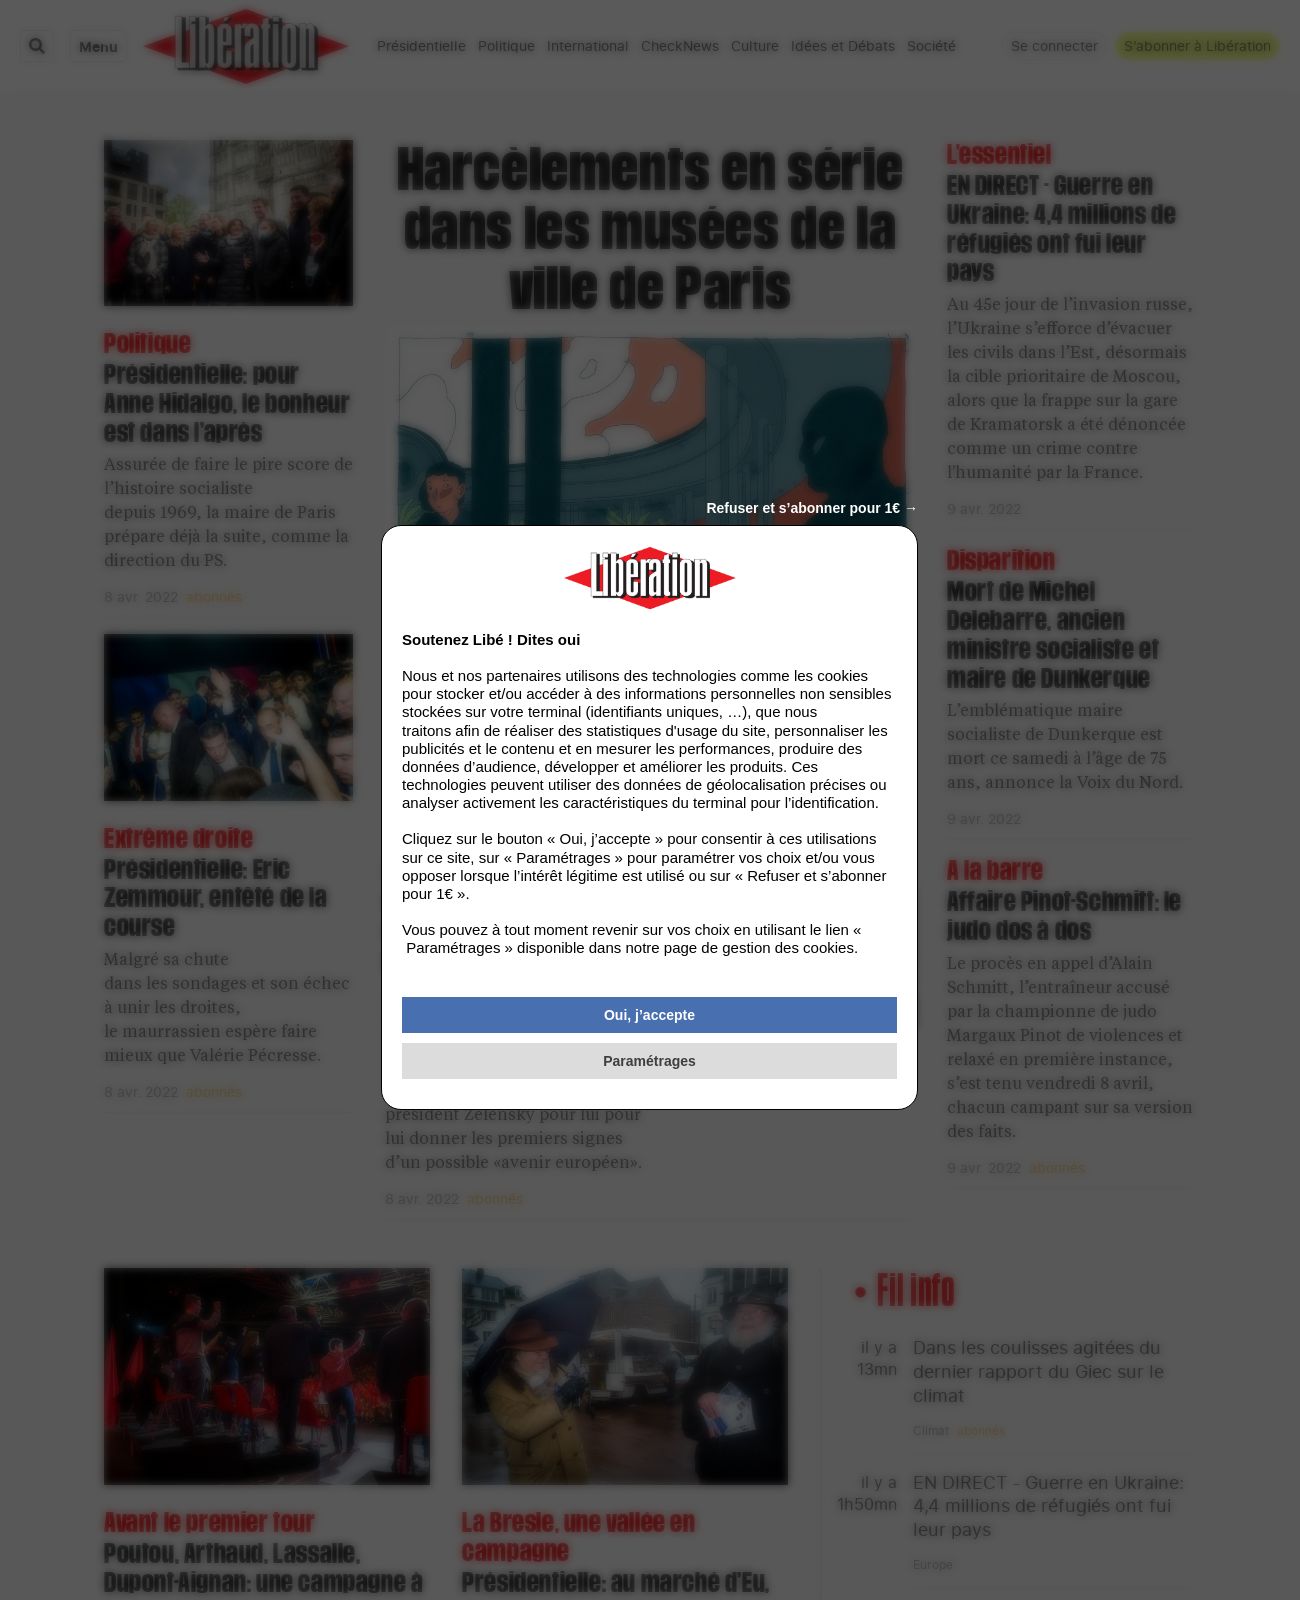 Menu
Libération
Présidentielle Politique International CheckNews Culture Idées et Débats Société
Se connecter
S'abonner à Libération
Politique
Présidentielle: pour
Anne Hidalgo, le bonheur
est dans l'après
Assurée de faire le pire score de
l’histoire socialiste
depuis 1969, la maire de Paris
prépare déjà la suite, comme la
direction du PS.
8 avr. 2022 abonnés
Extrême droite
Présidentielle: Eric
Zemmour, entêté de la
course
Malgré sa chute
dans les sondages et son échec
à unir les droites,
le maurrassien espère faire
mieux que Valérie Pécresse.
8 avr. 2022 abonnés
Harcèlements en série
dans les musées de la
ville de Paris
Refuser et s’abonner pour 1€ →
Libération
Soutenez Libé ! Dites oui
Nous et nos partenaires utilisons des technologies comme les cookies
pour stocker et/ou accéder à des informations personnelles non sensibles
stockées sur votre terminal (identifiants uniques, …), que nous
traitons afin de réaliser des statistiques d'usage du site, personnaliser les
publicités et le contenu et en mesurer les performances, produire des
données d’audience, développer et améliorer les produits. Ces
technologies peuvent utiliser des données de géolocalisation précises ou
analyser activement les caractéristiques du terminal pour l’identification.
Cliquez sur le bouton « Oui, j’accepte » pour consentir à ces utilisations
sur ce site, sur « Paramétrages » pour paramétrer vos choix et/ou vous
opposer lorsque l’intérêt légitime est utilisé ou sur « Refuser et s’abonner
pour 1€ ».
Vous pouvez à tout moment revenir sur vos choix en utilisant le lien «
Paramétrages » disponible dans notre page de gestion des cookies.
Oui, j’accepte
Paramétrages
président Zelensky pour lui pour
lui donner les premiers signes
d’un possible «avenir européen».
8 avr. 2022 abonnés
L'essentiel
EN DIRECT - Guerre en
Ukraine: 4,4 millions de
réfugiés ont fui leur
pays
Au 45e jour de l’invasion russe,
l’Ukraine s’efforce d’évacuer
les civils dans l’Est, désormais
la cible prioritaire de Moscou,
alors que la frappe sur la gare
de Kramatorsk a été dénoncée
comme un crime contre
l'humanité par la France.
9 avr. 2022
Disparition
Mort de Michel
Delebarre, ancien
ministre socialiste et
maire de Dunkerque
L’emblématique maire
socialiste de Dunkerque est
mort ce samedi à l’âge de 75
ans, annonce la Voix du Nord.
9 avr. 2022
A la barre
Affaire Pinot-Schmitt: le
judo dos à dos
Le procès en appel d’Alain
Schmitt, l’entraîneur accusé
par la championne de judo
Margaux Pinot de violences et
relaxé en première instance,
s’est tenu vendredi 8 avril,
chacun campant sur sa version
des faits.
9 avr. 2022 abonnés
Avant le premier tour
Poutou, Arthaud, Lassalle,
Dupont-Aignan: une campagne à
La Bresle, une vallée en
campagne
Présidentielle: au marché d'Eu,
• Fil info
il y a
13mn
Dans les coulisses agitées du
dernier rapport du Giec sur le
climat
Climat abonnés
il y a
1h50mn
EN DIRECT - Guerre en Ukraine:
4,4 millions de réfugiés ont fui
leur pays
Europe